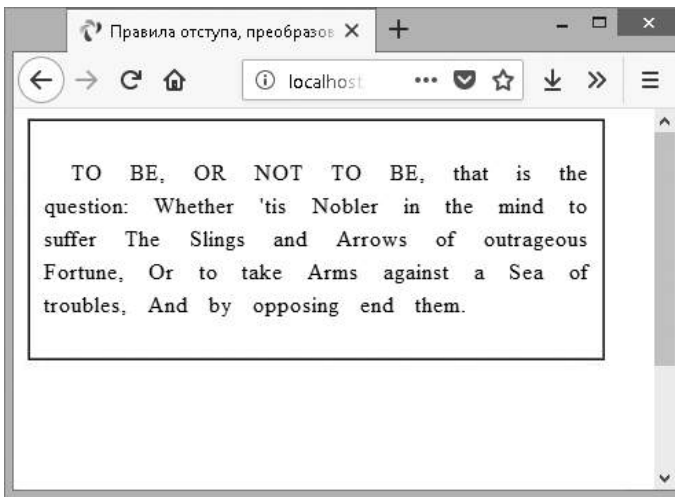 Правила отступа, преобразов
localhost
TO BE, OR NOT TO BE, that is the
question: Whether 'tis Nobler in the mind to
suffer The Slings and Arrows of outrageous
Fortune, Or to take Arms against a Sea of
troubles, And by opposing end them.